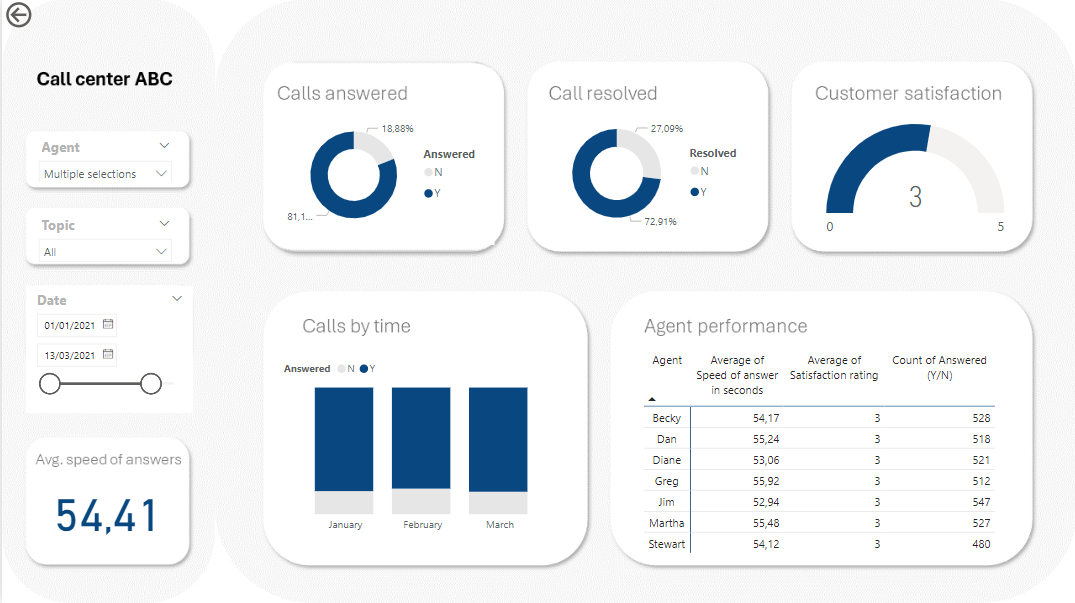 Call center ABC
Agent
Multiple selections
Topic
All
Date
01/01/2021
13/03/2021
Avg. speed of answers
54,41
Calls answered
18,88%
81,1...
Answered
N
Y
Call resolved
27,09%
72,91%
Resolved
N
Y
Customer satisfaction
3
0
5
Calls by time
Answered N Y
January February March
Agent performance
Agent Average of Average of Count of Answered
Speed of answer Satisfaction rating (Y/N)
in seconds
Becky 54,17 3 528
Dan 55,24 3 518
Diane 53,06 3 521
Greg 55,92 3 512
Jim 52,94 3 547
Martha 55,48 3 527
Stewart 54,12 3 480